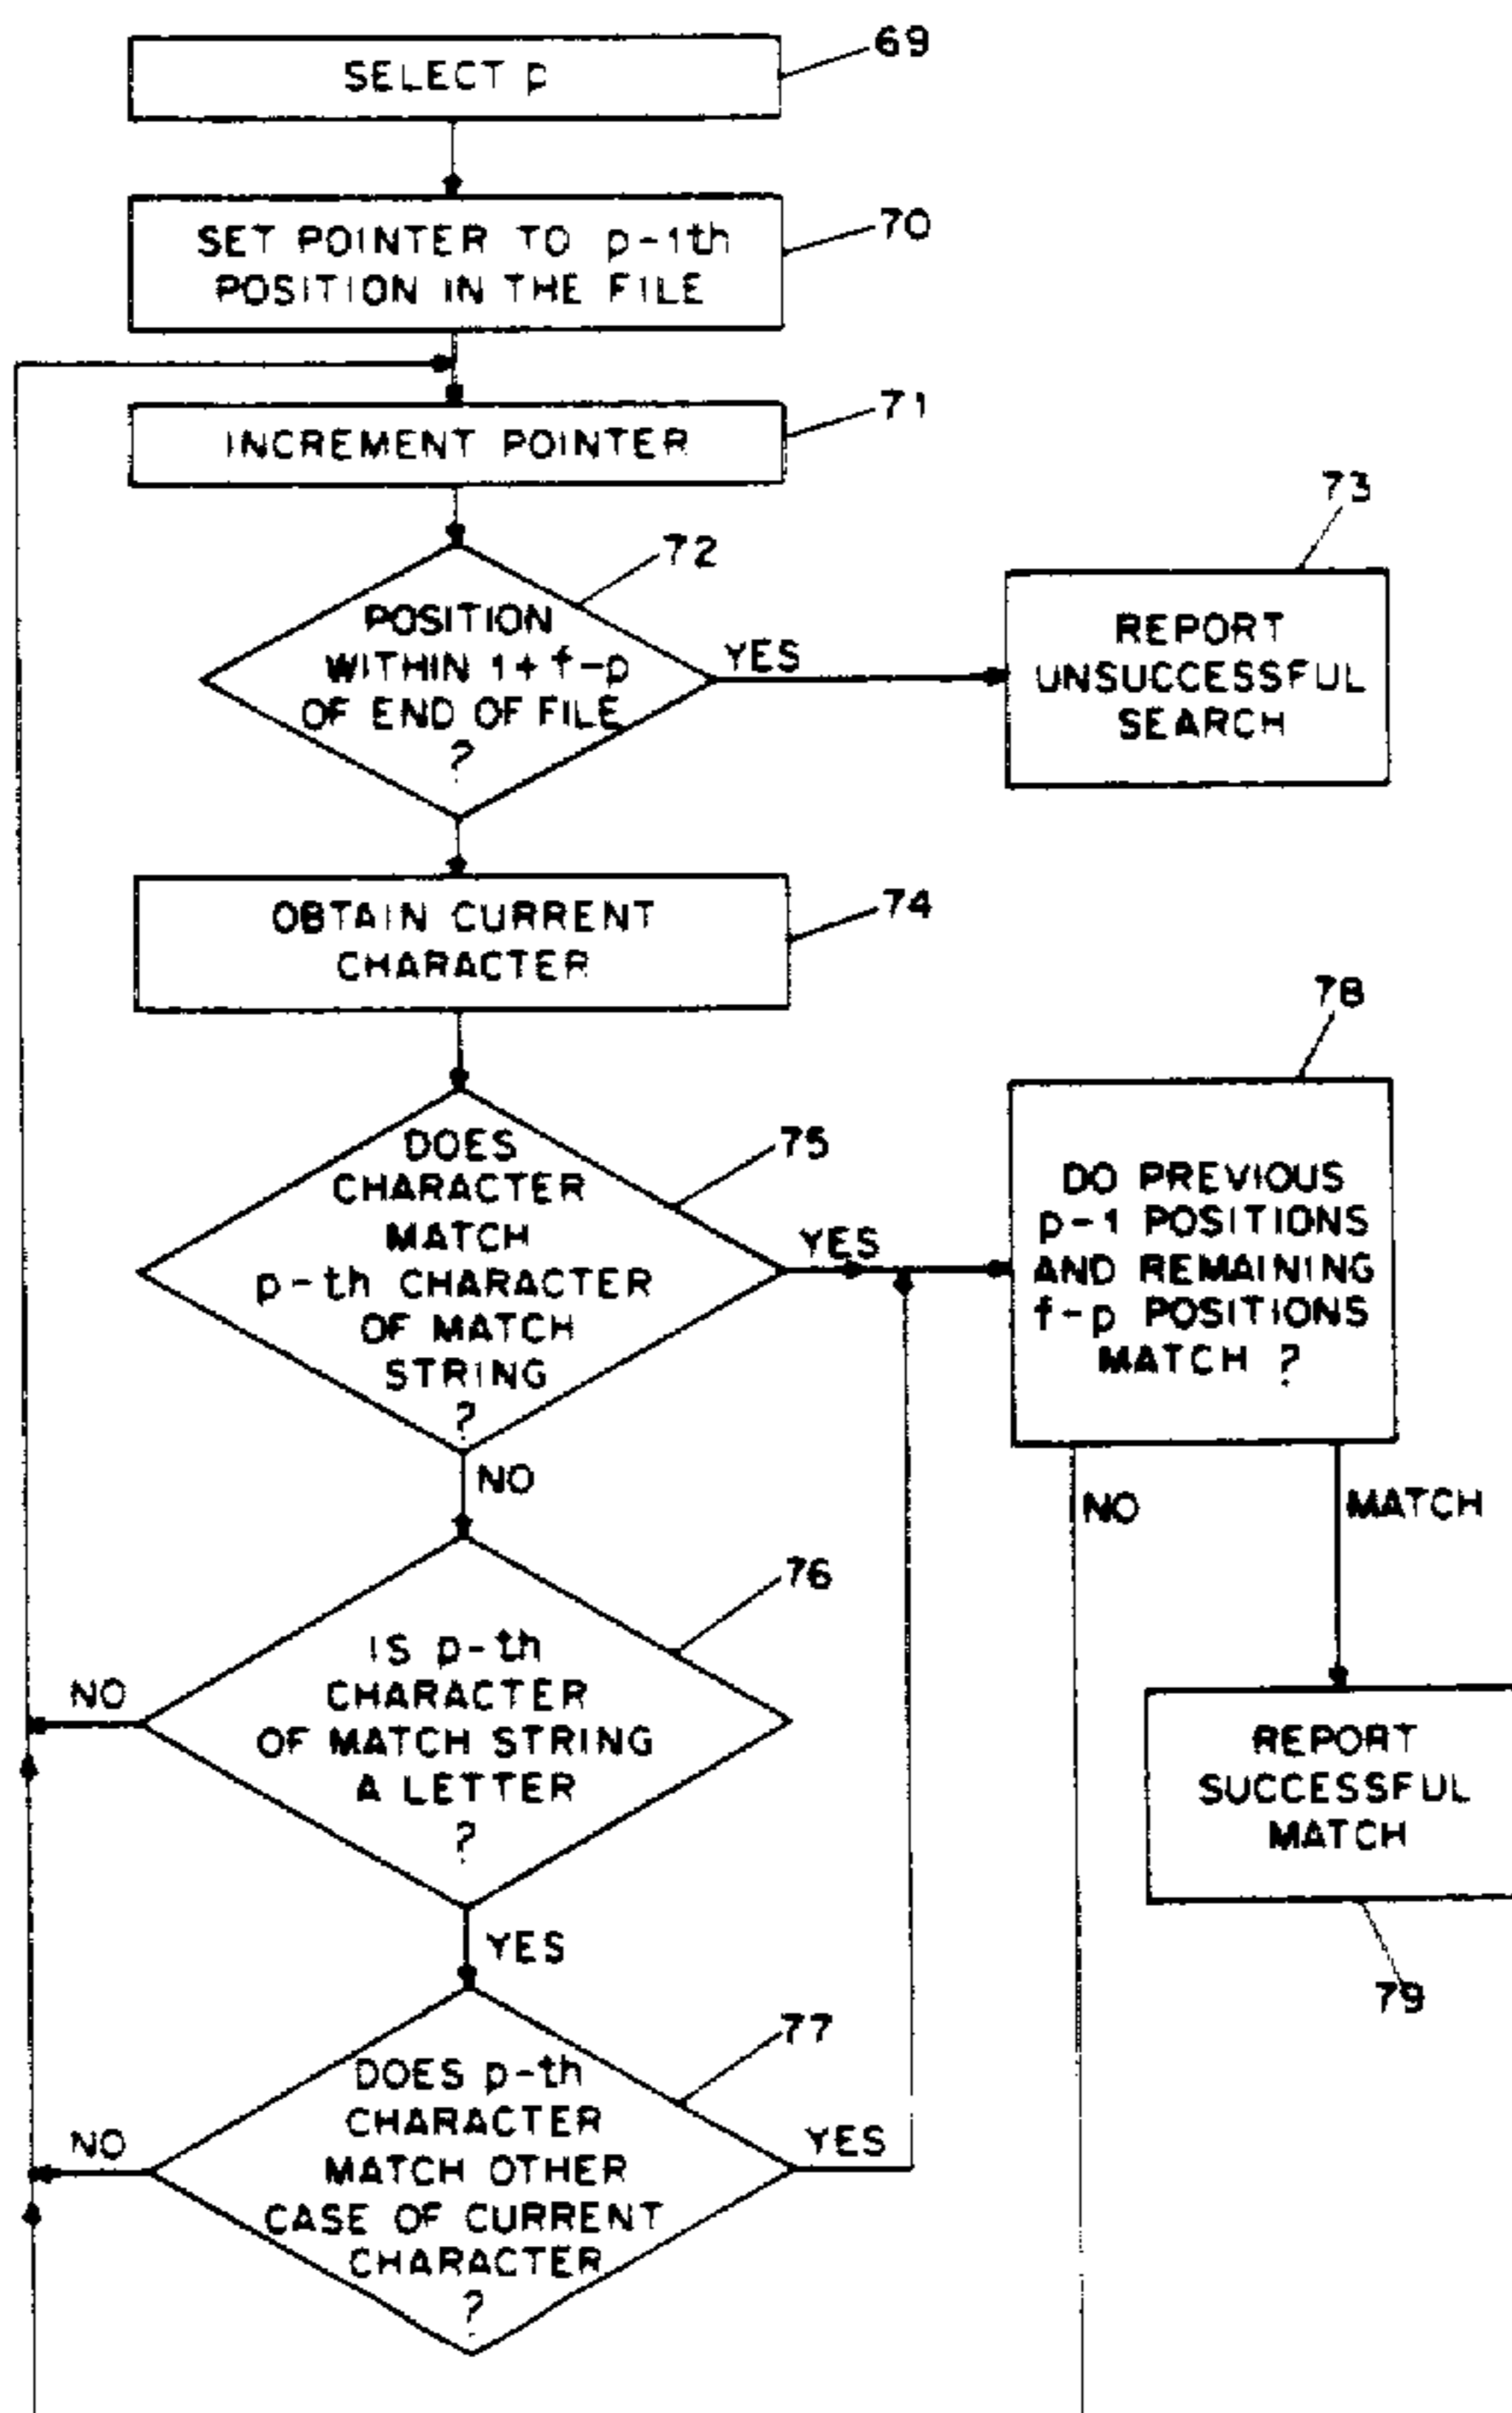 69
SELECT p
70
SET POINTER TO p-1th
POSITION IN THE FILE
71
INCREMENT POINTER
72
73
POSITION
WITHIN 1+f-p
OF END OF FILE
?
YES
REPORT
UNSUCCESSFUL
SEARCH
74
OBTAIN CURRENT
CHARACTER
75
DOES
CHARACTER
MATCH
p-th CHARACTER
OF MATCH
STRING
?
YES
NO
78
DO PREVIOUS
p-1 POSITIONS
AND REMAINING
f-p POSITIONS
MATCH ?
NO
MATCH
76
IS p-th
CHARACTER
OF MATCH STRING
A LETTER
?
NO
YES
REPORT
SUCCESSFUL
MATCH
79
77
DOES p-th
CHARACTER
MATCH OTHER
CASE OF CURRENT
CHARACTER
?
NO
YES